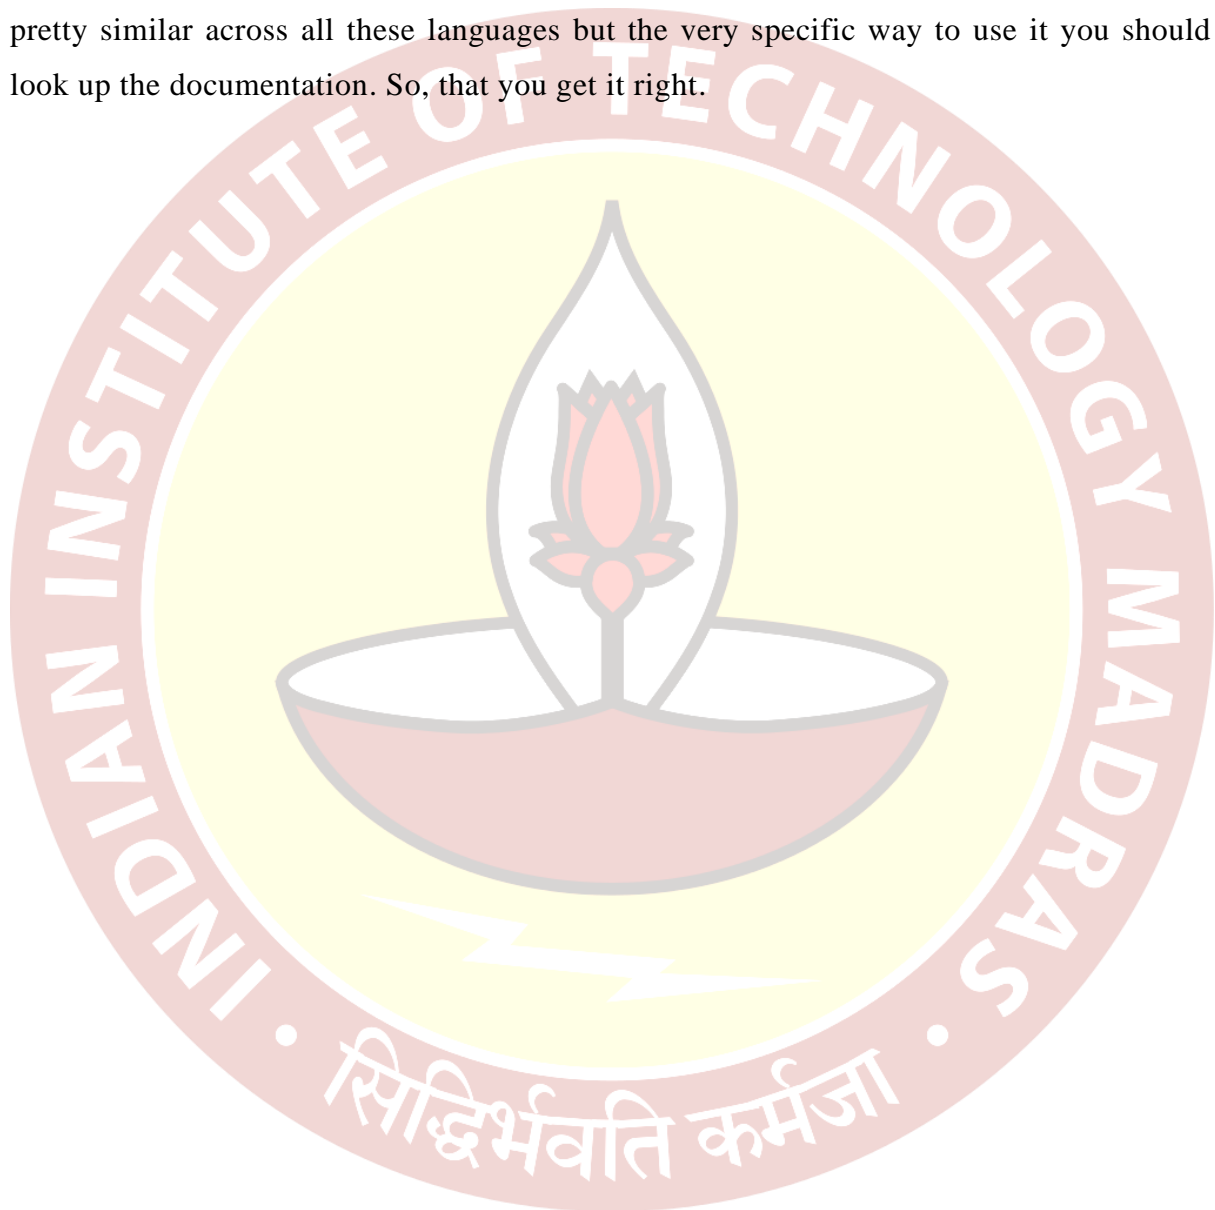 pretty similar across all these languages but the very specific way to use it you should
look up the documentation. So, that you get it right.
INDIAN INSTITUTE OF TECHNOLOGY MADRAS
सिद्धिर्भवति कर्मजा